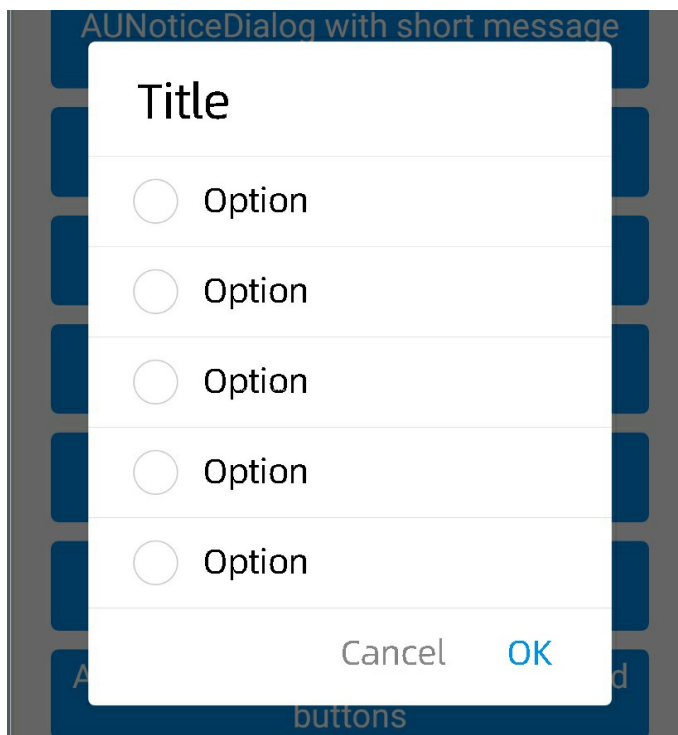 AUNoticeDialog with short message
Title
Option
Option
Option
Option
Option
Cancel OK
buttons